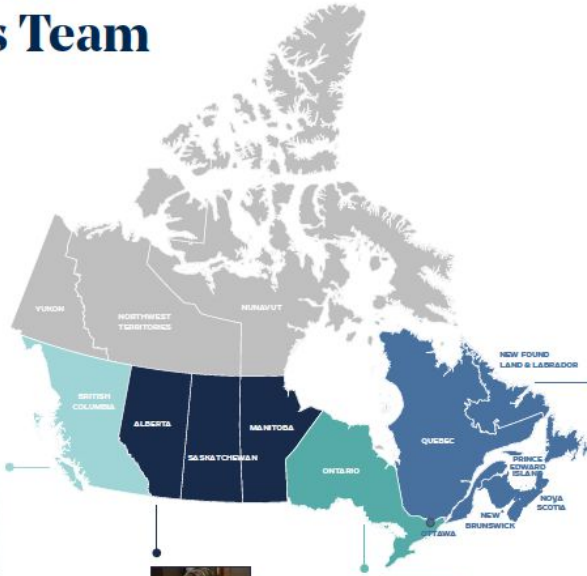 s Team
YUKON
NORTHWEST
TERRITORIES
NUNAVUT
NEW FOUND
LAND & LABRADOR
BRITISH
COLUMBIA
ALBERTA
MANITOBA
SASKATCHEWAN
ONTARIO
QUEBEC
PRINCE
EDWARD
ISLAND
NOVA
SCOTIA
NEW
BRUNSWICK
OTTAWA